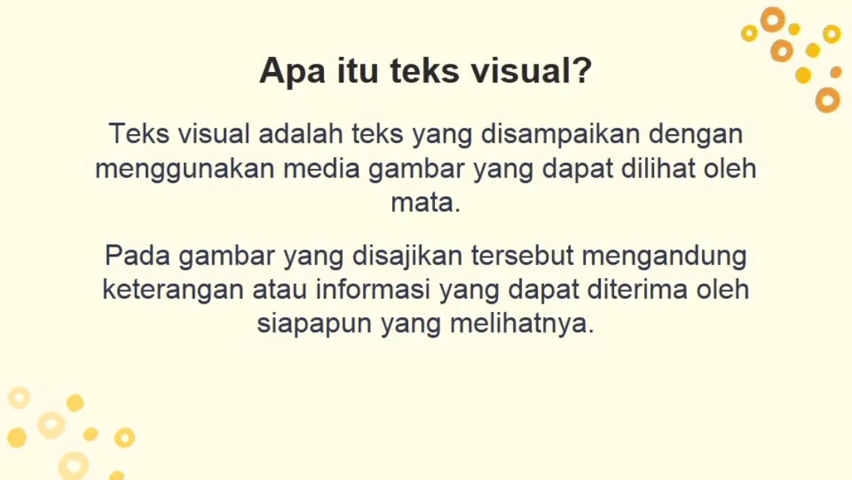 Apa itu teks visual?
Teks visual adalah teks yang disampaikan dengan
menggunakan media gambar yang dapat dilihat oleh
mata.
Pada gambar yang disajikan tersebut mengandung
keterangan atau informasi yang dapat diterima oleh
siapapun yang melihatnya.